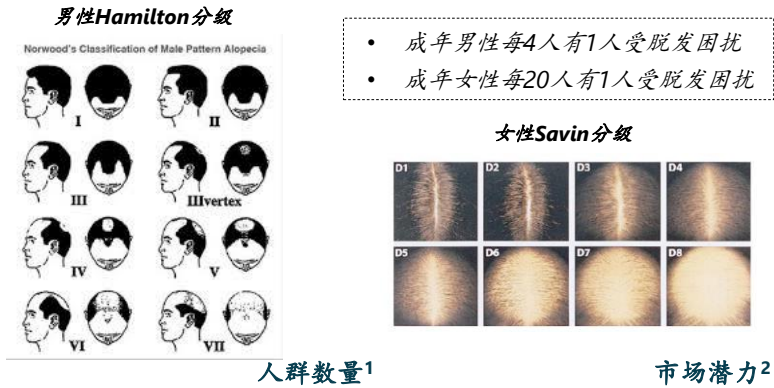 男性Hamilton分级
Norwood's Classification of Male Pattern Alopecia
I
II
III
IIIvertex
IV
V
VI
VII
• 成年男性每4人有1人受脱发困扰
• 成年女性每20人有1人受脱发困扰
女性Savin分级
D1
D2
D3
D4
D5
D6
D7
D8
人群数量1
市场潜力2